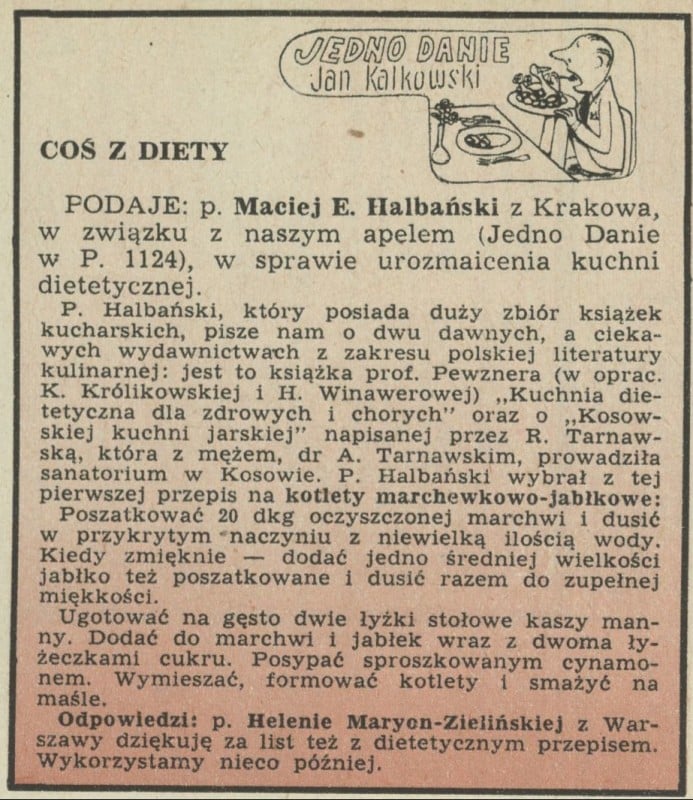 JEDNO DANIE
Jan Kalkowski
COŚ Z DIETY
PODAJE: p. Maciej E. Halbański z Krakowa,
w związku z naszym apelem (Jedno Danie
w P. 1124), w sprawie urozmaicenia kuchni
dietetycznej.
P. Halbański, który posiada duży zbiór książek
kucharskich, pisze nam o dwu dawnych, a cieka-
wych wydawnictwach z zakresu polskiej literatury
kulinarnej: jest to książka prof. Pewznera (w oprac.
K. Królikowskiej i H. Winawerowej) „Kuchnia die-
tetyczna dla zdrowych i chorych” oraz o „Kosow-
skiej kuchni jarskiej” napisanej przez R. Tarnaw-
ską, która z mężem, dr A. Tarnawskim, prowadziła
sanatorium w Kosowie. P. Halbański wybrał z tej
pierwszej przepis na kotlety marchewkowo-jabłkowe:
Poszatkować 20 dkg oczyszczonej marchwi i dusić
w przykrytym naczyniu z niewielką ilością wody.
Kiedy zmięknie — dodać jedno średniej wielkości
jabłko też poszatkowane i dusić razem do zupełnej
miękkości.
Ugotować na gęsto dwie łyżki stołowe kaszy man-
ny. Dodać do marchwi i jabłek wraz z dwoma ły-
żeczkami cukru. Posypać sproszkowanym cynamo-
nem. Wymieszać, formować kotlety i smażyć na
maśle.
Odpowiedzi: p. Helenie Maryon-Zielińskiej z War-
szawy dziękuję za list też z dietetycznym przepisem.
Wykorzystamy nieco później.